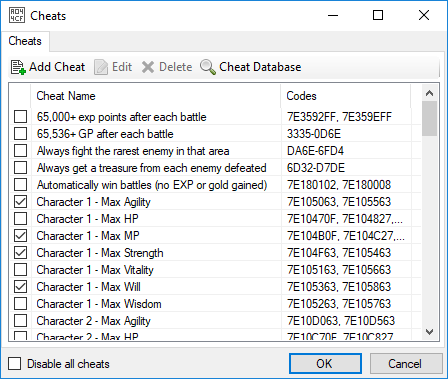 Cheats
Cheats
Add Cheat Edit Delete Cheat Database
Cheat Name Codes
65,000+ exp points after each battle 7E3592FF, 7E359EFF
65,536+ GP after each battle 3335-0D6E
Always fight the rarest enemy in that area DA6E-6FD4
Always get a treasure from each enemy defeated 6D32-D7DE
Automatically win battles (no EXP or gold gained) 7E180102, 7E180008
Character 1 - Max Agility 7E105063, 7E105563
Character 1 - Max HP 7E10470F, 7E104827,...
Character 1 - Max MP 7E104B0F, 7E104C27,...
Character 1 - Max Strength 7E104F63, 7E105463
Character 1 - Max Vitality 7E105163, 7E105663
Character 1 - Max Will 7E105363, 7E105863
Character 1 - Max Wisdom 7E105263, 7E105763
Character 2 - Max Agility 7E10D063, 7E10D563
Character 2 - Max HP 7E10C70F, 7E10C827
Disable all cheats OK Cancel